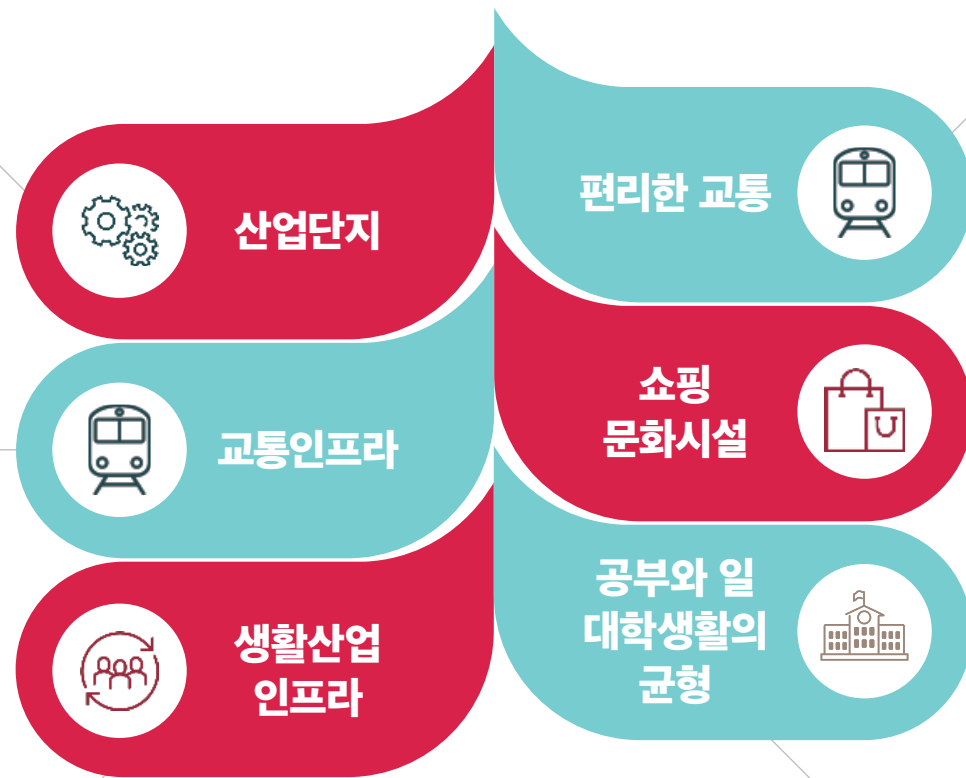 산업단지
교통인프라
생활산업
인프라
편리한 교통
쇼핑
문화시설
공부와 일
대학생활의
균형